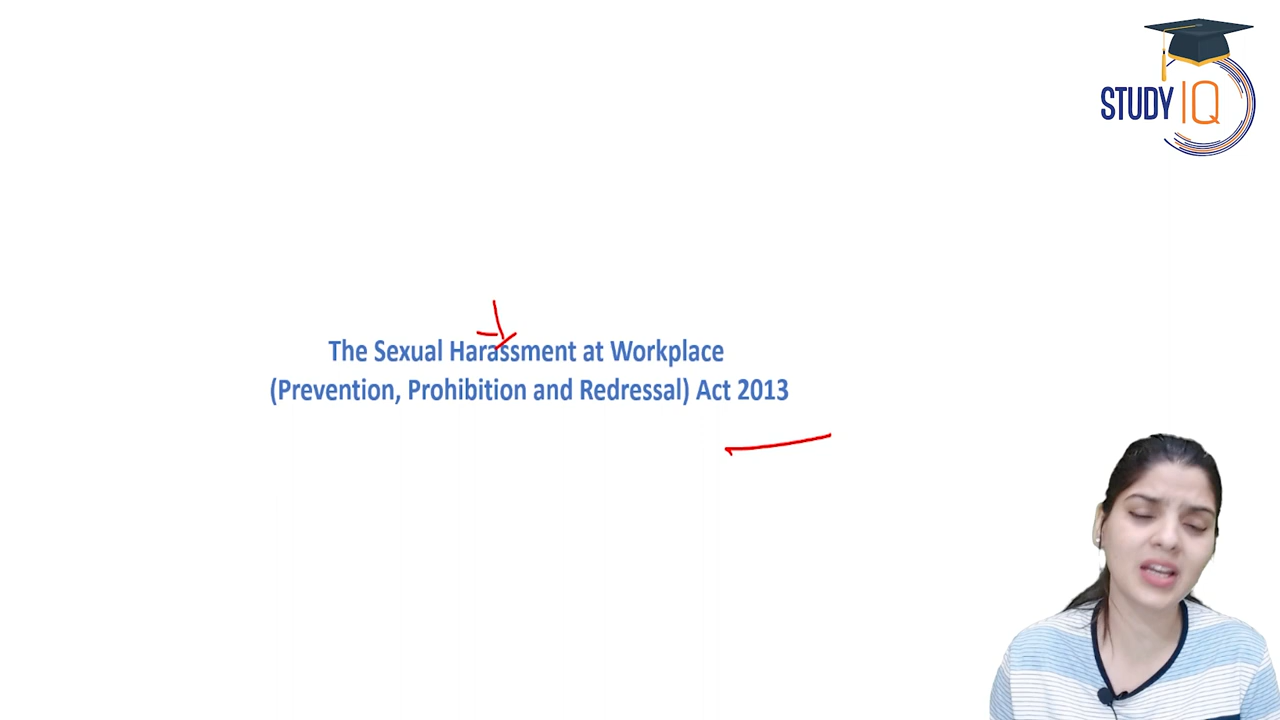 STUDY IQ
The Sexual Harassment at Workplace
(Prevention, Prohibition and Redressal) Act 2013